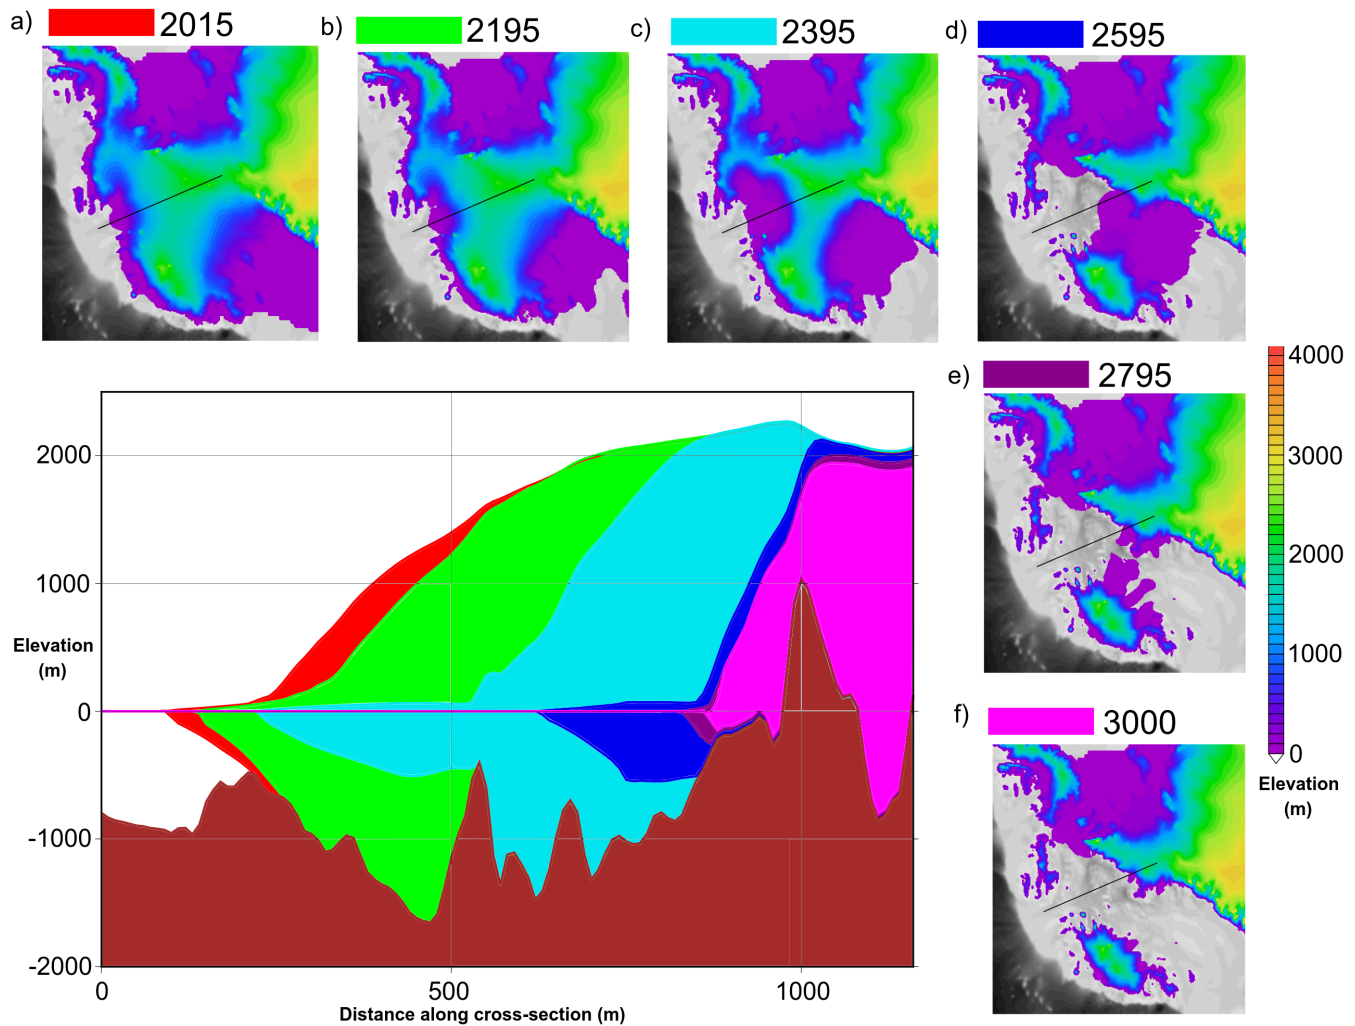 a) 2015
b) 2195
c) 2395
d) 2595
e) 2795
f) 3000
4000
3000
2000
1000
0
Elevation
(m)
2000
1000
0
-1000
-2000
Elevation
(m)
0
500
1000
Distance along cross-section (m)